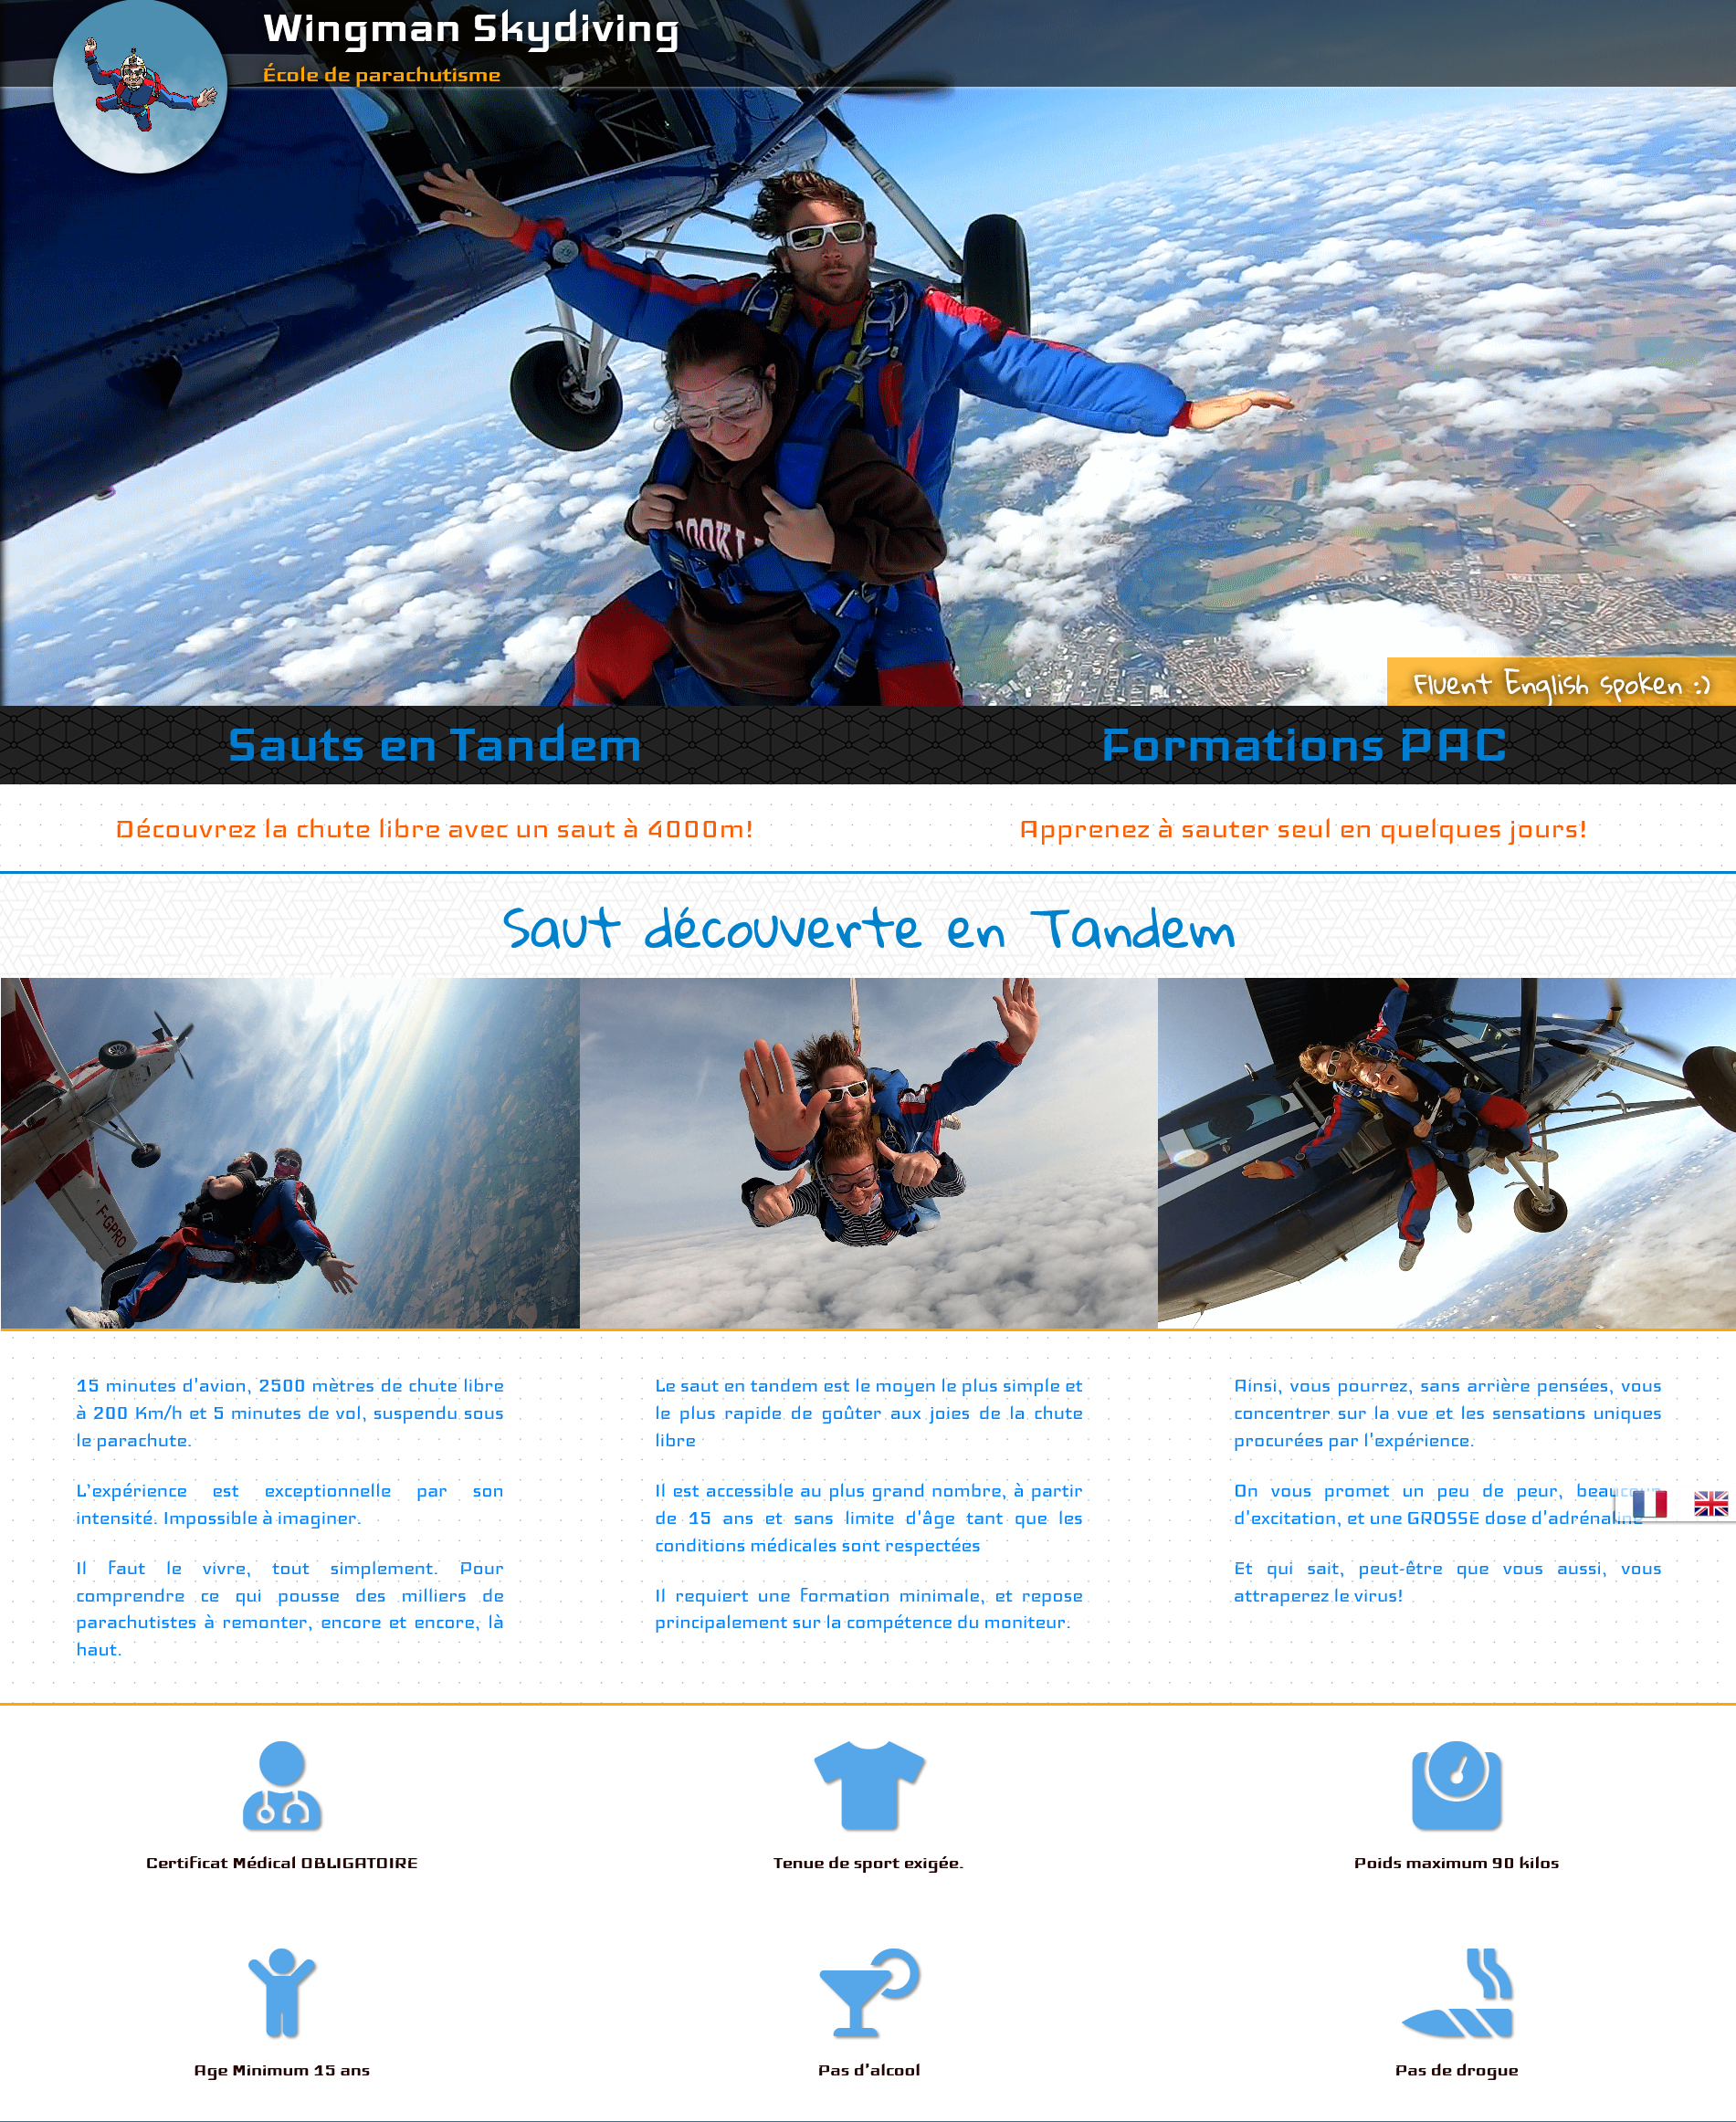 Wingman Skydiving
École de parachutisme
Fluent English spoken :)
Sauts en Tandem
Formations PAC
Découvrez la chute libre avec un saut à 4000m!
Apprenez à sauter seul en quelques jours!
Saut découverte en Tandem
F-GPRO
15 minutes d'avion, 2500 mètres de chute libre
à 200 Km/h et 5 minutes de vol, suspendu sous
le parachute.
L'expérience est exceptionnelle par son
intensité. Impossible à imaginer.
Il faut le vivre, tout simplement. Pour
comprendre ce qui pousse des milliers de
parachutistes à remonter, encore et encore, là
haut.
Le saut en tandem est le moyen le plus simple et
le plus rapide de goûter aux joies de la chute
libre
Il est accessible au plus grand nombre, à partir
de 15 ans et sans limite d'âge tant que les
conditions médicales sont respectées
Il requiert une formation minimale, et repose
principalement sur la compétence du moniteur.
Ainsi, vous pourrez, sans arrière pensées, vous
concentrer sur la vue et les sensations uniques
procurées par l'expérience.
On vous promet un peu de peur, beaucoup
d'excitation, et une GROSSE dose d'adrénaline
Et qui sait, peut-être que vous aussi, vous
attraperez le virus!
Certificat Médical OBLIGATOIRE
Tenue de sport exigée.
Poids maximum 90 kilos
Age Minimum 15 ans
Pas d'alcool
Pas de drogue